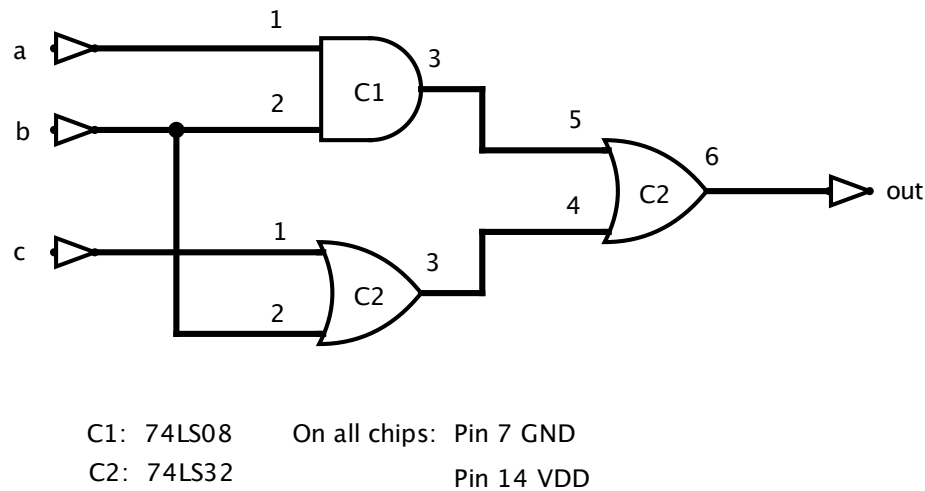 1
a
C1
3
2
b
5
6
C2
out
4
c
1
3
C2
2
C1: 74LS08 On all chips: Pin 7 GND
C2: 74LS32 Pin 14 VDD